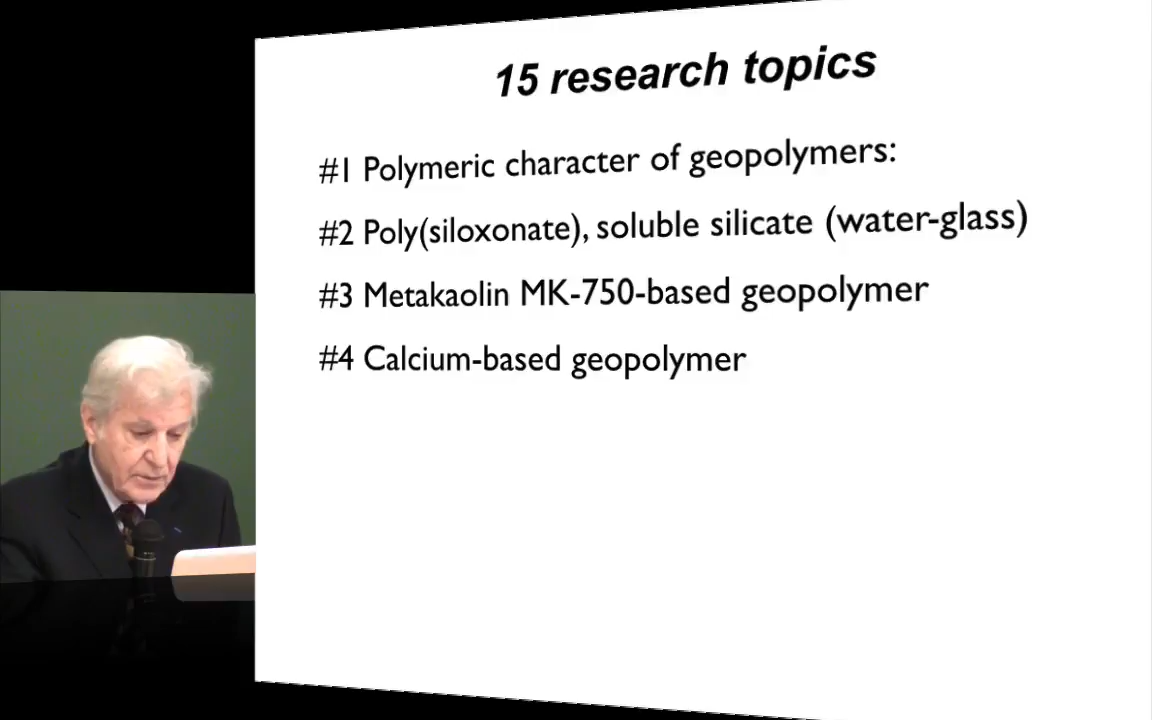 15 research topics
#1 Polymeric character of geopolymers:
#2 Poly(siloxonate), soluble silicate (water-glass)
#3 Metakaolin MK-750-based geopolymer
#4 Calcium-based geopolymer